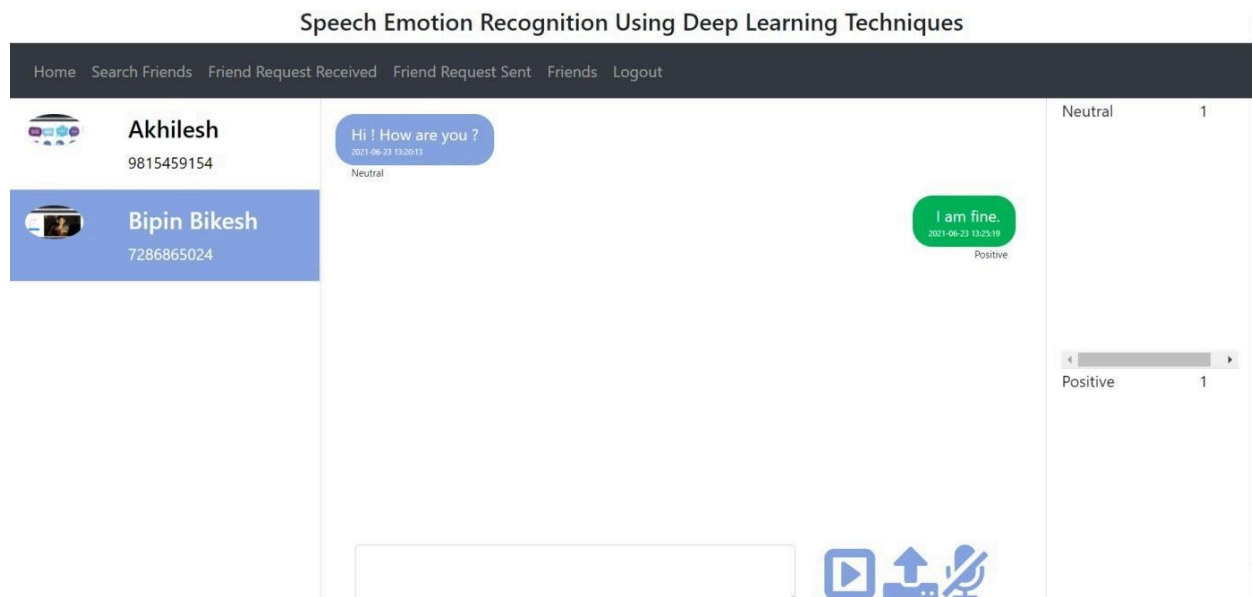 Speech Emotion Recognition Using Deep Learning Techniques
Home Search Friends Friend Request Received Friend Request Sent Friends Logout
Akhilesh
9815459154
Bipin Bikesh
7286865024
Hi ! How are you ?
2021-06-23 13:20:13
Neutral
I am fine.
2021-06-23 13:25:19
Positive
Neutral 1
Positive 1